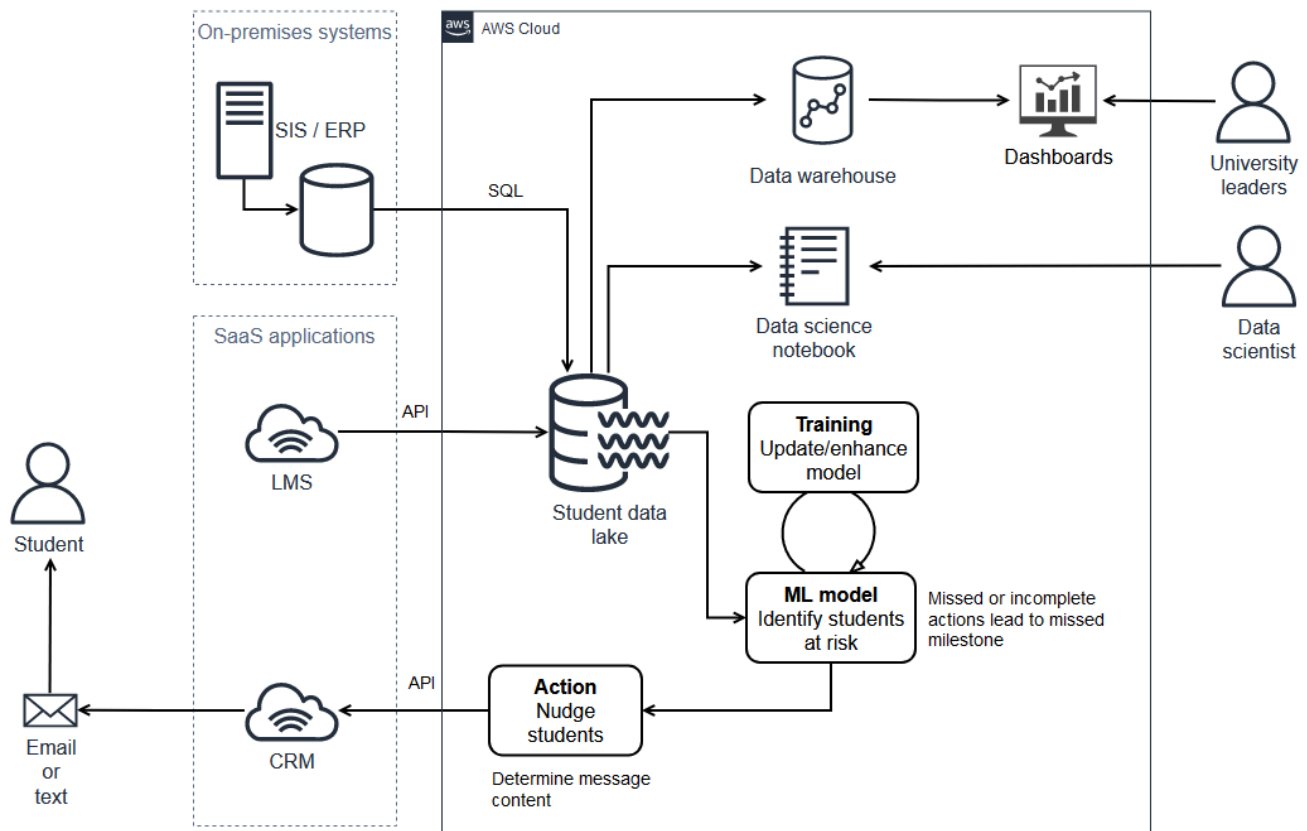 On-premises systems
aws
AWS Cloud
SIS / ERP
SQL
Data warehouse
Dashboards
University
leaders
Data science
notebook
Data
scientist
SaaS applications
LMS
API
Student data
lake
Training
Update/enhance
model
Student
ML model
Identify students
at risk
Missed or incomplete
actions lead to missed
milestone
Action
Nudge
students
API
Determine message
content
CRM
Email
or
text